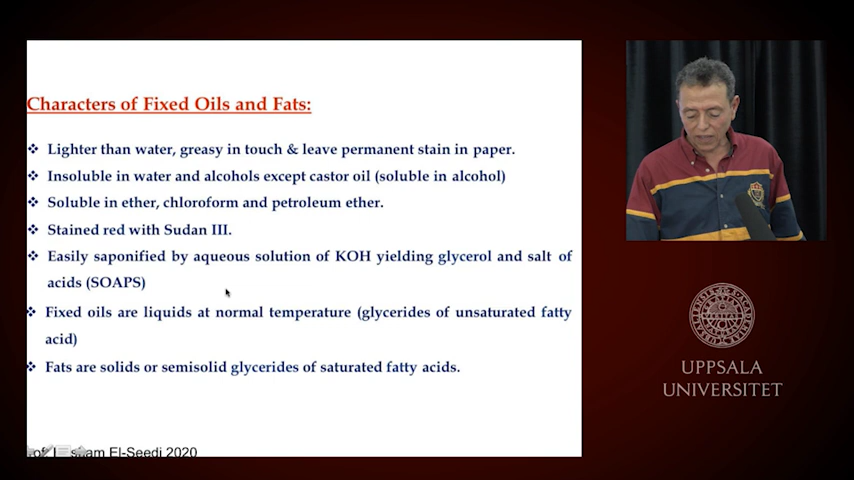 Characters of Fixed Oils and Fats:
❖ Lighter than water, greasy in touch & leave permanent stain in paper.
❖ Insoluble in water and alcohols except castor oil (soluble in alcohol)
❖ Soluble in ether, chloroform and petroleum ether.
❖ Stained red with Sudan III.
❖ Easily saponified by aqueous solution of KOH yielding glycerol and salt of
acids (SOAPS)
❖ Fixed oils are liquids at normal temperature (glycerides of unsaturated fatty
acid)
❖ Fats are solids or semisolid glycerides of saturated fatty acids.
El-Seedi 2020
UPPSALA
UNIVERSITET